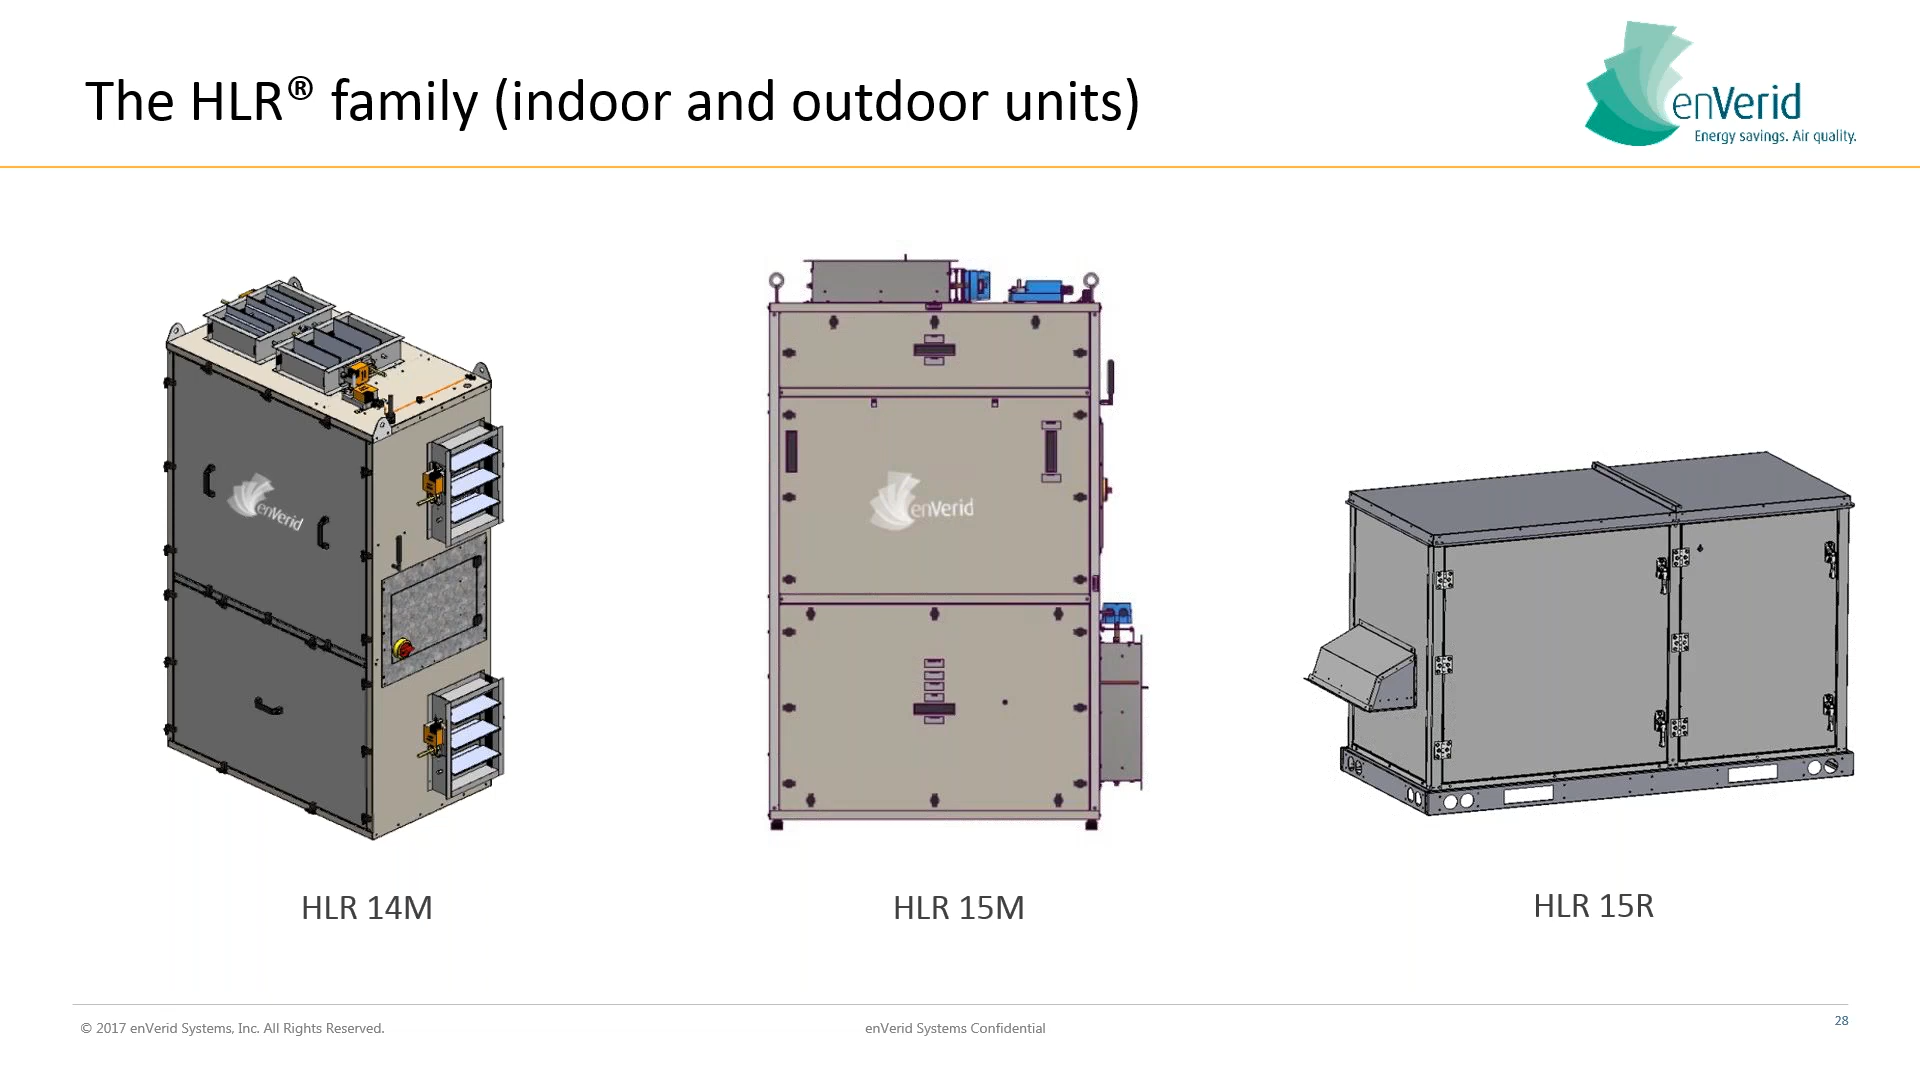 The HLR® family (indoor and outdoor units)
enVerid
Energy savings. Air quality.
enVerid
enVerid
HLR 14M
HLR 15M
HLR 15R
© 2017 enVerid Systems, Inc. All Rights Reserved.
enVerid Systems Confidential
28